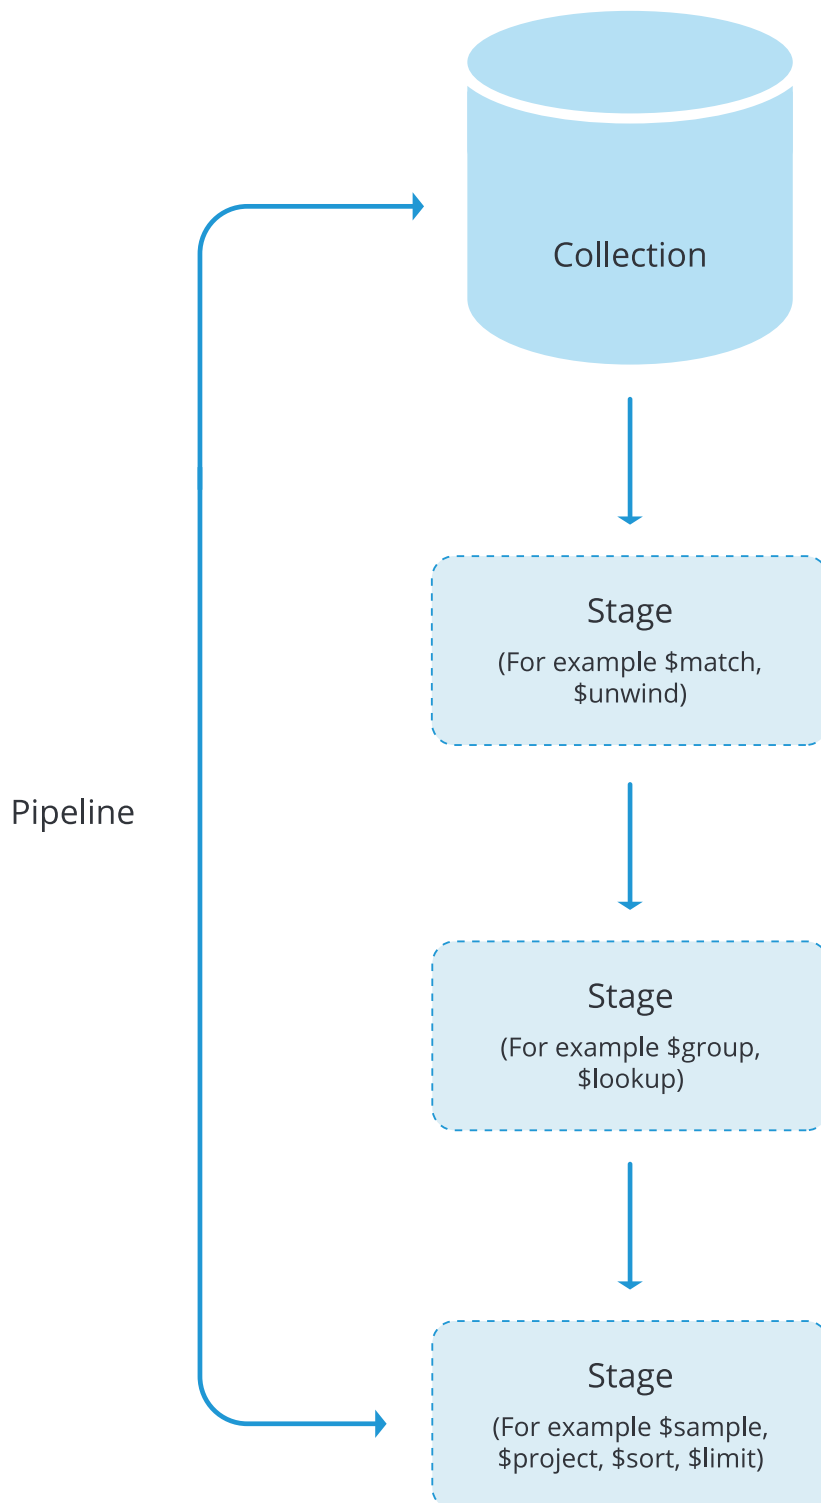 Collection
Stage
(For example $match,
$unwind)
Pipeline
Stage
(For example $group,
$lookup)
Stage
(For example $sample,
$project, $sort, $limit)